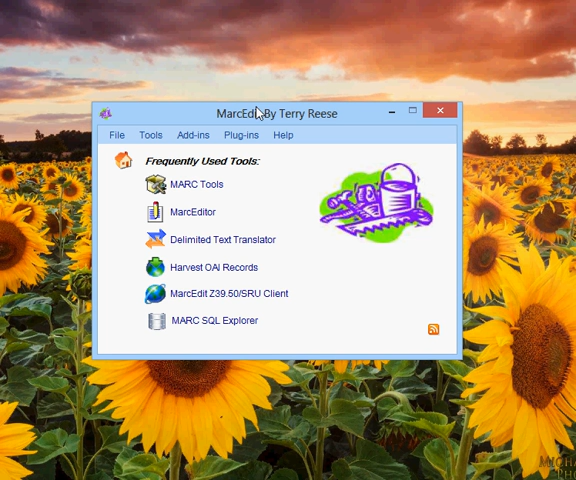 MarcEdit By Terry Reese
File Tools Add-ins Plug-ins Help
Frequently Used Tools:
MARC Tools
MarcEditor
Delimited Text Translator
Harvest OAI Records
MarcEdit Z39.50/SRU Client
MARC SQL Explorer